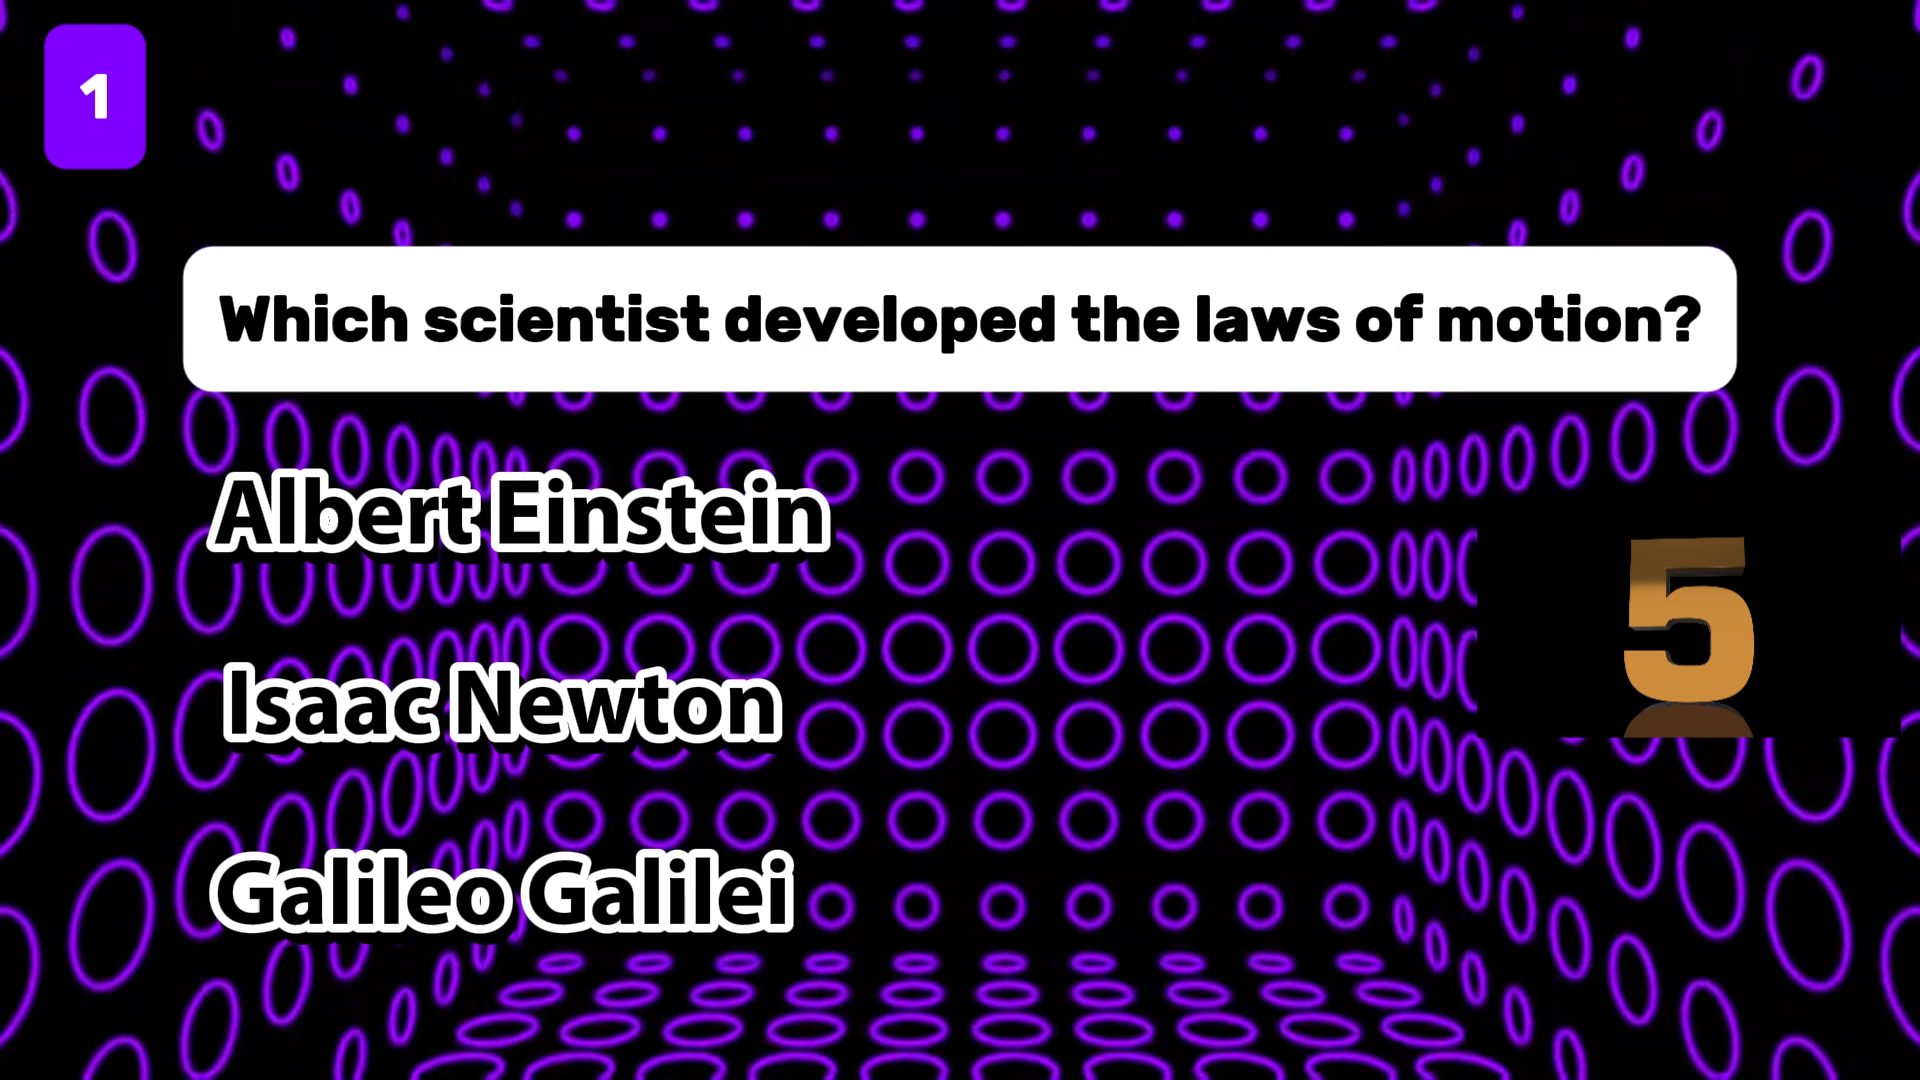 1
Which scientist developed the laws of motion?
Albert Einstein
5
Isaac Newton
Galileo Galilei